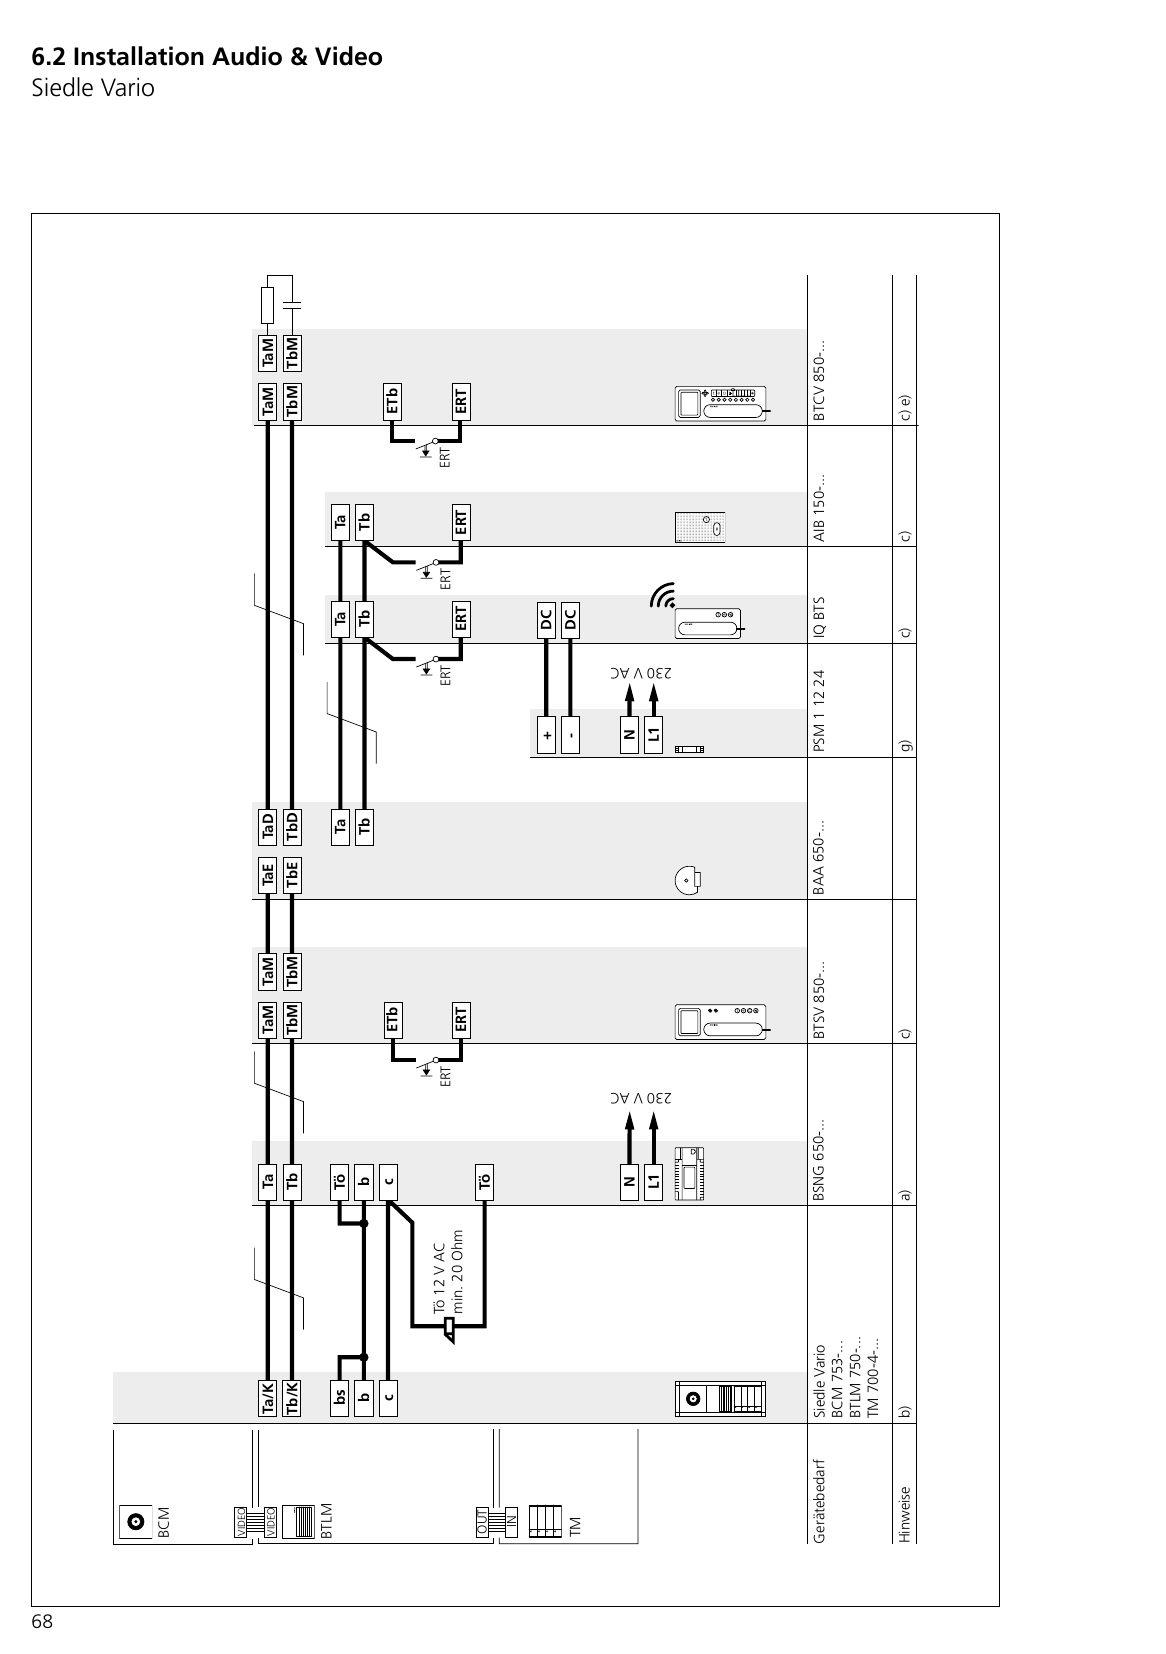 6.2 Installation Audio & Video
Siedle Vario
TaM
TbM
TaM
TbM
ETb
ERT
ERT
BTCV 850-...
c) e)
Ta
Tb
ERT
ERT
AIB 150-...
c)
Ta
Tb
ERT
ERT
DC
DC
IQ BTS
c)
+
-
N
L1
230 V AC
PSM 1 12 24
g)
TaD
TbD
Ta
Tb
TaE
TbE
BAA 650-...
TaM
TbM
TaM
TbM
ETb
ERT
ERT
BTSV 850-...
c)
Ta
Tb
Tö
b
c
Tö
N
L1
230 V AC
BSNG 650-...
a)
Tö 12 V AC
min. 20 Ohm
Ta/K
Tb/K
bs
b
c
Siedle Vario
BCM 753-...
BTLM 750-...
TM 700-4-...
b)
BCM
VIDEO
VIDEO
BTLM
OUT
IN
TM
Gerätebedarf
Hinweise
68